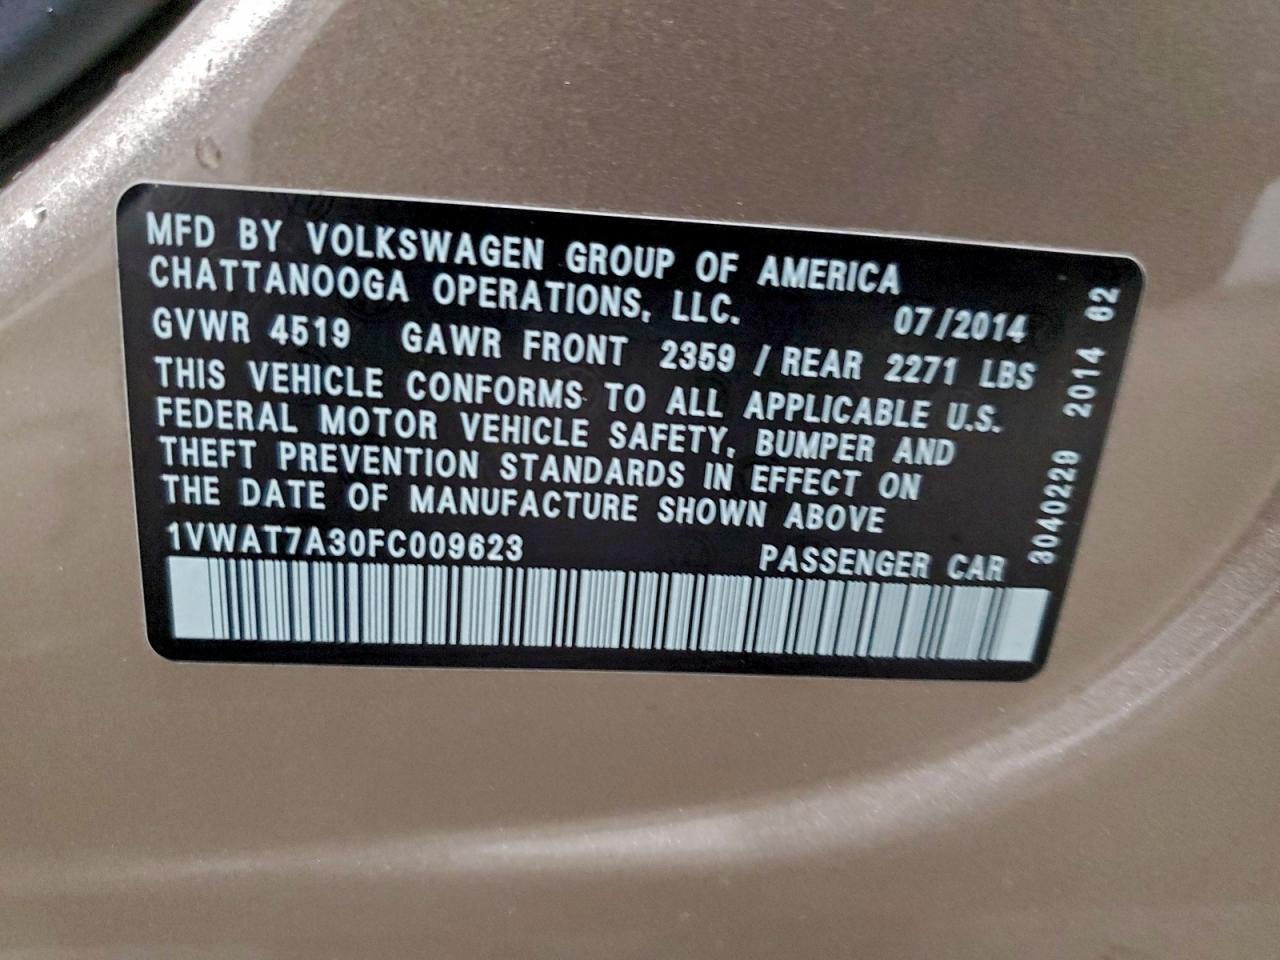 MFD BY VOLKSWAGEN GROUP OF AMERICA
CHATTANOOGA OPERATIONS, LLC. 07/2014
GVWR 4519 GAWR FRONT 2359 / REAR 2271 LBS
THIS VEHICLE CONFORMS TO ALL APPLICABLE U.S.
FEDERAL MOTOR VEHICLE SAFETY, BUMPER AND
THEFT PREVENTION STANDARDS IN EFFECT ON
THE DATE OF MANUFACTURE SHOWN ABOVE
1VWAT7A30FC009623 PASSENGER CAR
3040229 2014 62